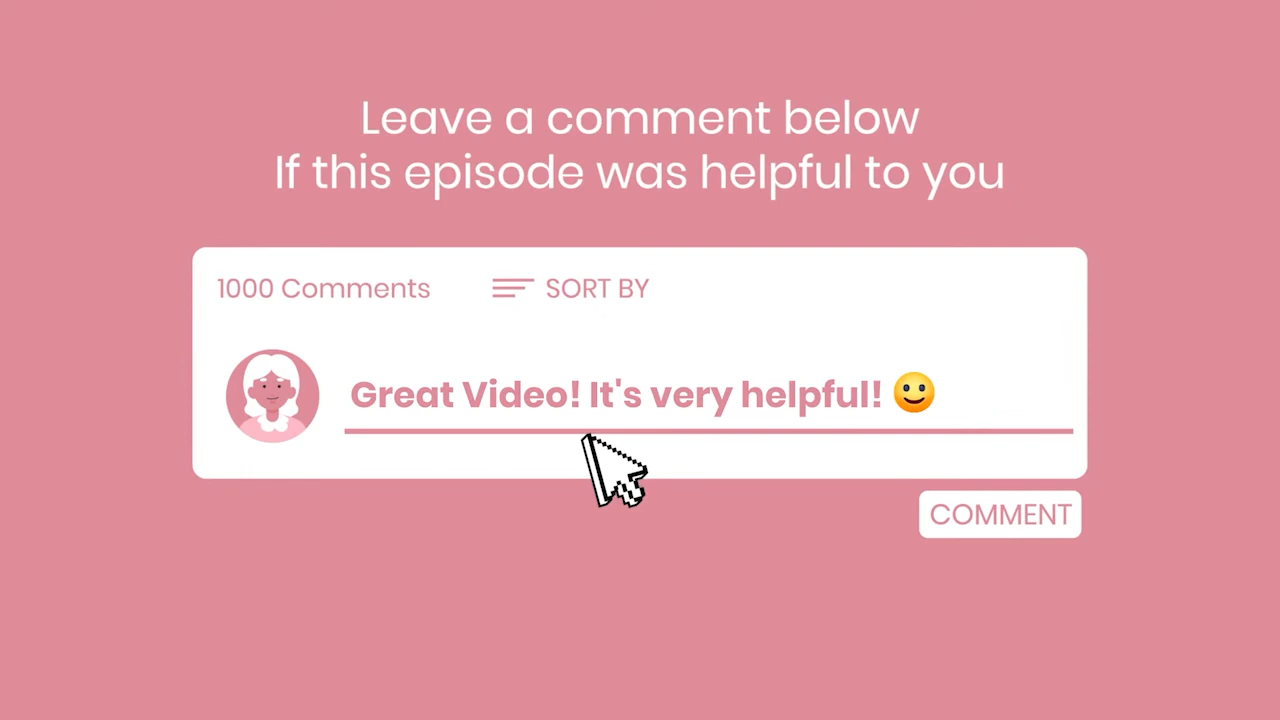 Leave a comment below
If this episode was helpful to you
1000 Comments SORT BY
Great Video! It's very helpful! 🙂
COMMENT